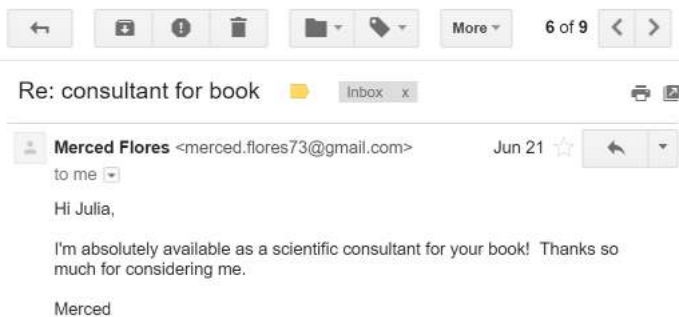 More
6 of 9
Re: consultant for book
Inbox x
Merced Flores <merced.flores73@gmail.com>
Jun 21
to me
Hi Julia,
I'm absolutely available as a scientific consultant for your book!  Thanks so
much for considering me.
Merced